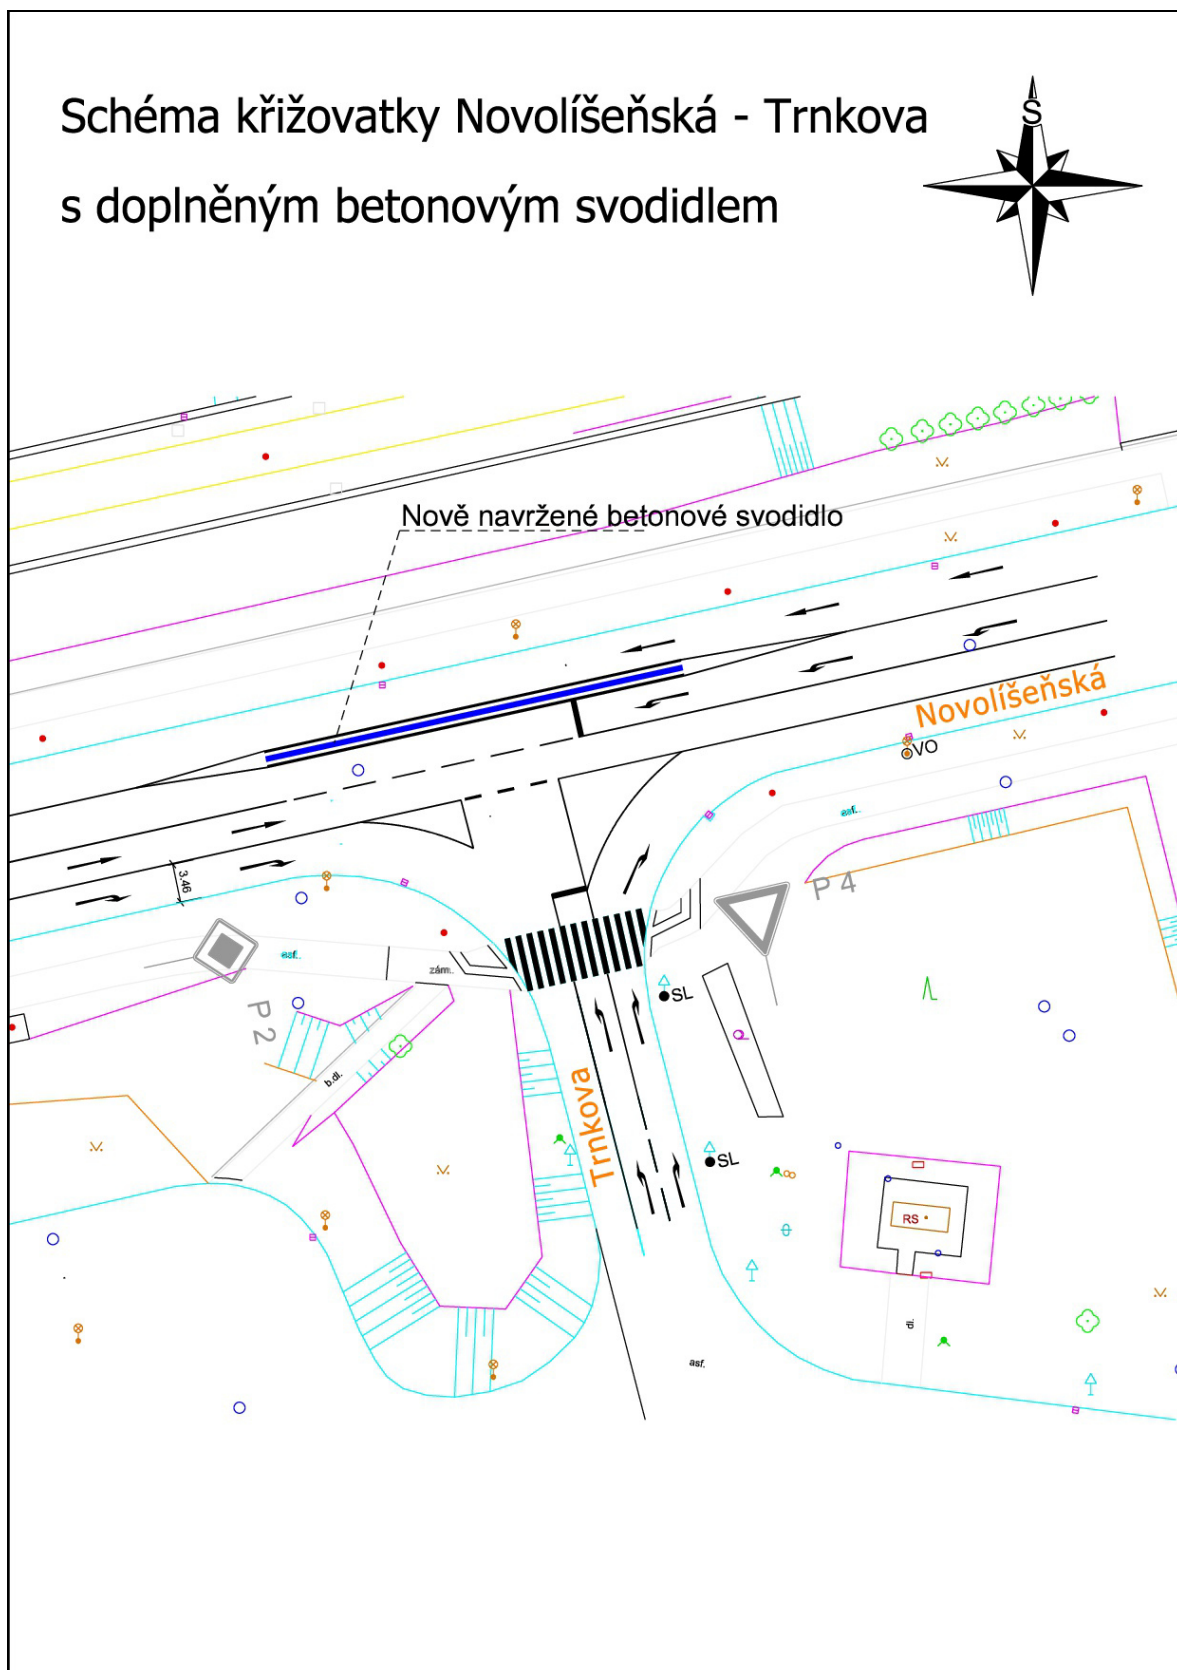 Schéma křižovatky Novolíšeňská - Trnkova
s doplněným betonovým svodidlem
S
Nově navržené betonové svodidlo
Novolíšeňská
VO
asf.
3.46
P 4
asf.
zám.
SL
P 2
b.dl.
Trnkova
SL
RS
dl.
asf.